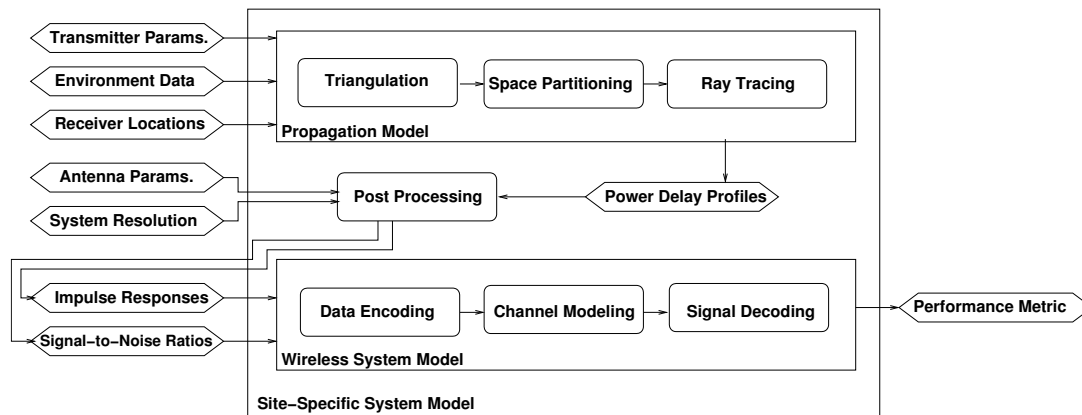 Transmitter Params.
Environment Data
Receiver Locations
Triangulation
Space Partitioning
Ray Tracing
Propagation Model
Antenna Params.
System Resolution
Post Processing
Power Delay Profiles
Impulse Responses
Signal−to−Noise Ratios
Data Encoding
Channel Modeling
Signal Decoding
Wireless System Model
Performance Metric
Site−Specific System Model